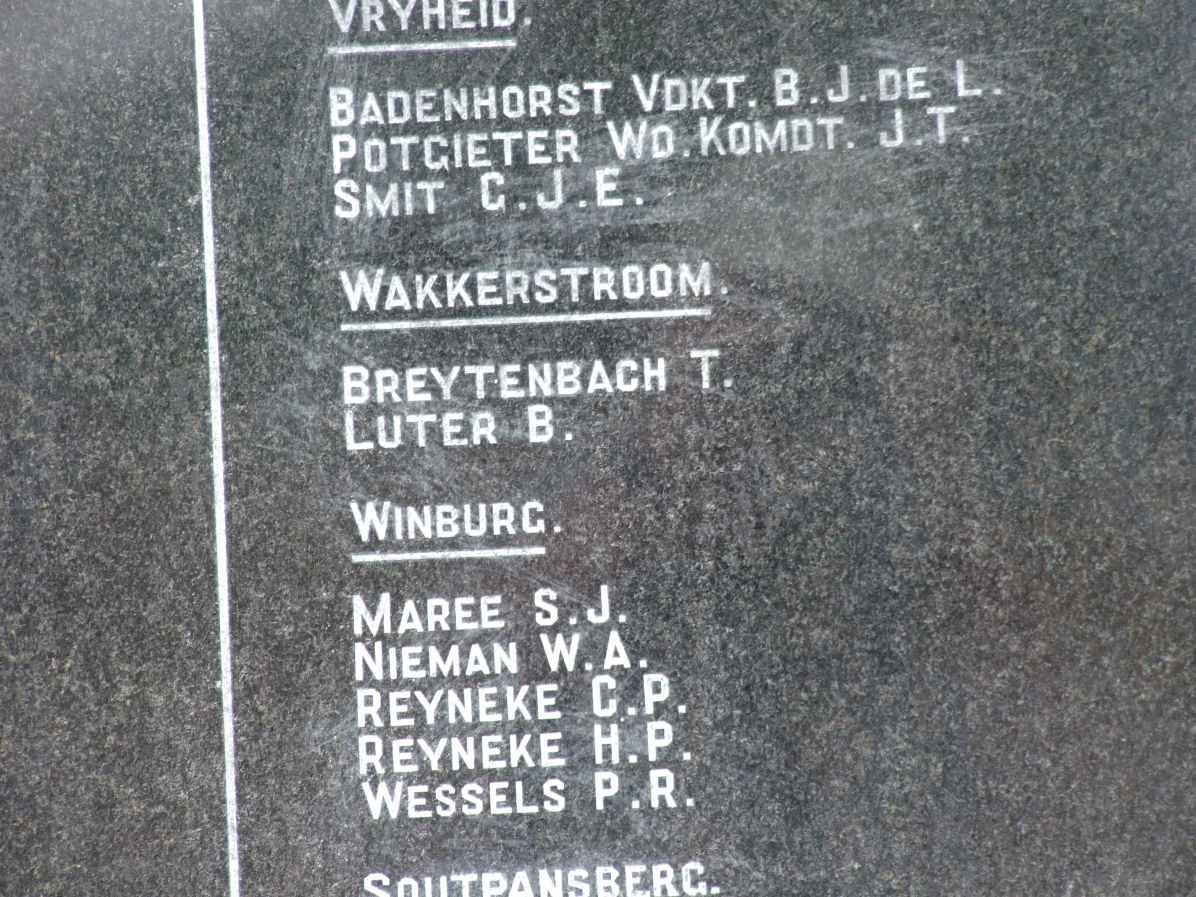 VRYHEID.
BADENHORST VDKT. B.J. DE L.
POTGIETER WD. KOMDT. J.T.
SMIT C.J.E.
WAKKERSTROOM.
BREYTENBACH T.
LUTER B.
WINBURG.
MAREE S.J.
NIEMAN W.A.
REYNEKE C.P.
REYNEKE H.P.
WESSELS P.R.
SOUTPANSBERG.